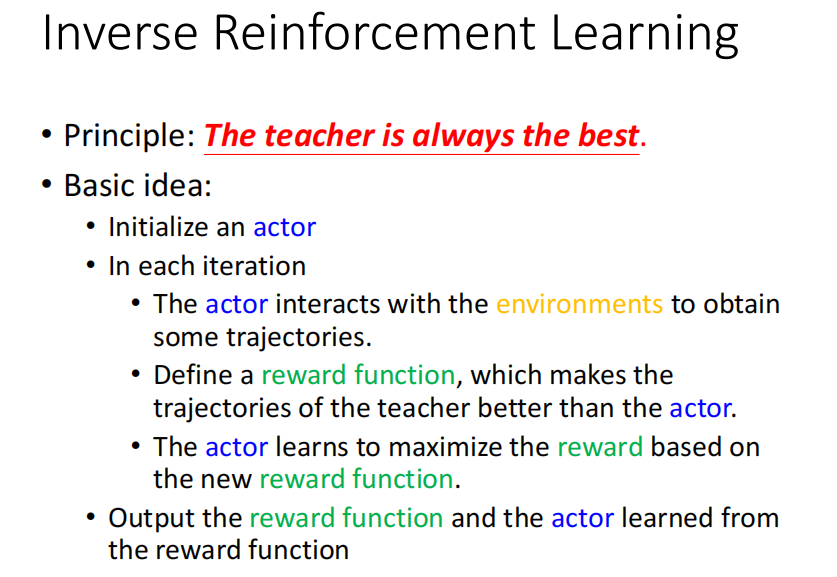 Inverse Reinforcement Learning
• Principle: The teacher is always the best.
• Basic idea:
• Initialize an actor
• In each iteration
• The actor interacts with the environments to obtain
some trajectories.
• Define a reward function, which makes the
trajectories of the teacher better than the actor.
• The actor learns to maximize the reward based on
the new reward function.
• Output the reward function and the actor learned from
the reward function